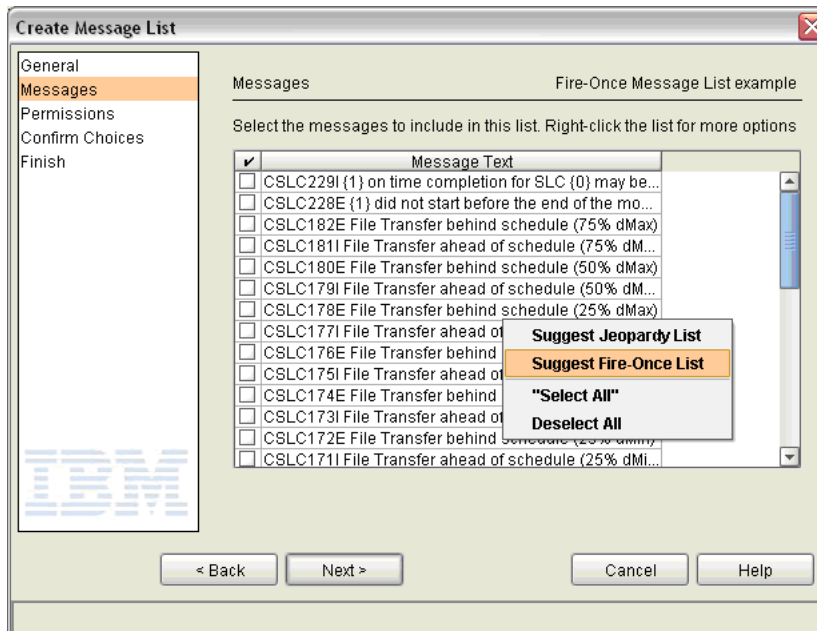 Create Message List
General
Messages
Permissions
Confirm Choices
Finish
IBM
Messages Fire-Once Message List example
Select the messages to include in this list. Right-click the list for more options
✔ Message Text
CSLC229I {1} on time completion for SLC {0} may be...
CSLC228E {1} did not start before the end of the mo...
CSLC182E File Transfer behind schedule (75% dMax)
CSLC181I File Transfer ahead of schedule (75% dM...
CSLC180E File Transfer behind schedule (50% dMax)
CSLC179I File Transfer ahead of schedule (50% dM...
CSLC178E File Transfer behind schedule (25% dMax)
CSLC177I File Transfer ahead of
CSLC176E File Transfer behind
CSLC175I File Transfer ahead of
CSLC174E File Transfer behind
CSLC173I File Transfer ahead of
CSLC172E File Transfer behind schedule (25% dMin)
CSLC171I File Transfer ahead of schedule (25% dMi...
Suggest Jeopardy List
Suggest Fire-Once List
"Select All"
Deselect All
< Back Next > Cancel Help